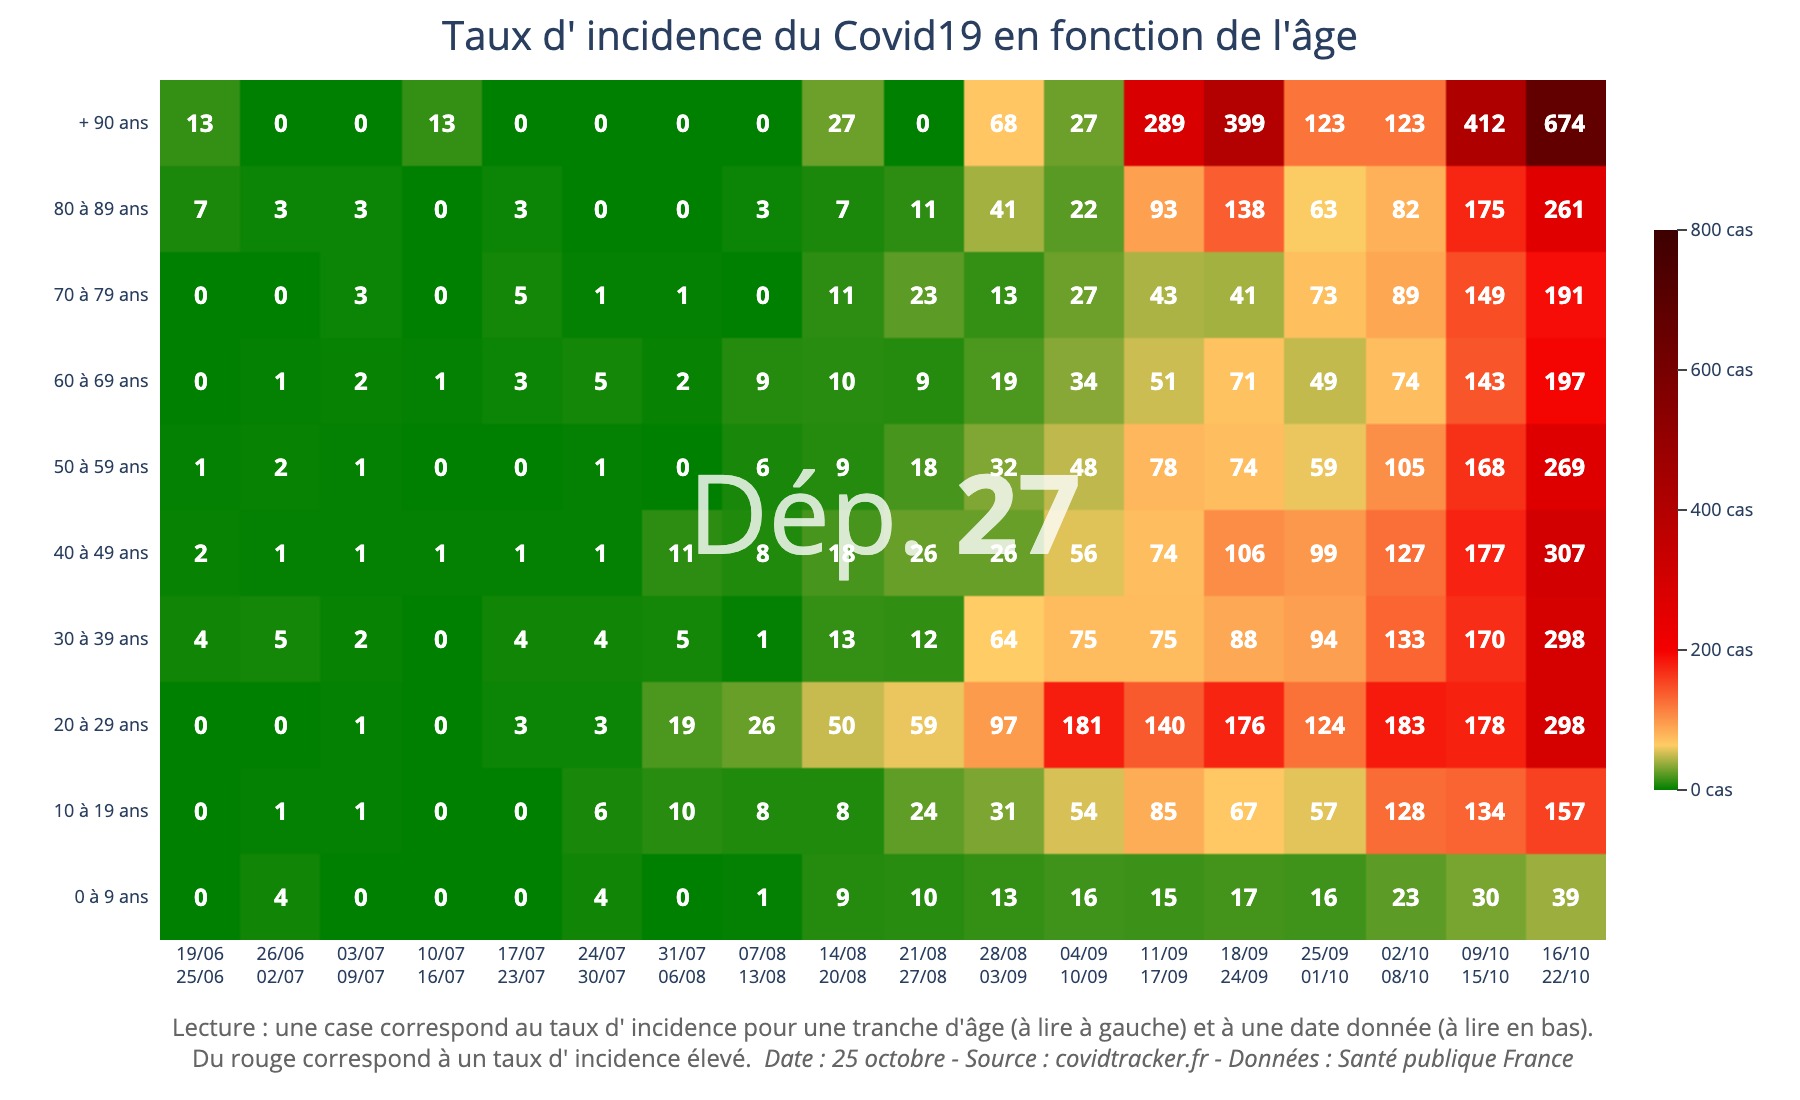 Taux d' incidence du Covid19 en fonction de l'âge
+ 90 ans 13 0 0 13 0 0 0 0 27 0 68 27 289 399 123 123 412 674
80 à 89 ans 7 3 3 0 3 0 0 3 7 11 41 22 93 138 63 82 175 261
800 cas
70 à 79 ans 0 0 3 0 5 1 1 0 11 23 13 27 43 41 73 89 149 191
600 cas
60 à 69 ans 0 1 2 1 3 5 2 9 10 9 19 34 51 71 49 74 143 197
50 à 59 ans 1 2 1 0 0 1 0 6 9 18 32 48 78 74 59 105 168 269
400 cas
Dép. 27
40 à 49 ans 2 1 1 1 1 1 11 8 18 26 26 56 74 106 99 127 177 307
30 à 39 ans 4 5 2 0 4 4 5 1 13 12 64 75 75 88 94 133 170 298
200 cas
20 à 29 ans 0 0 1 0 3 3 19 26 50 59 97 181 140 176 124 183 178 298
0 cas
10 à 19 ans 0 1 1 0 0 6 10 8 8 24 31 54 85 67 57 128 134 157
0 à 9 ans 0 4 0 0 0 4 0 1 9 10 13 16 15 17 16 23 30 39
19/06 26/06 03/07 10/07 17/07 24/07 31/07 07/08 14/08 21/08 28/08 04/09 11/09 18/09 25/09 02/10 09/10 16/10
25/06 02/07 09/07 16/07 23/07 30/07 06/08 13/08 20/08 27/08 03/09 10/09 17/09 24/09 01/10 08/10 15/10 22/10
Lecture : une case correspond au taux d' incidence pour une tranche d'âge (à lire à gauche) et à une date donnée (à lire en bas).
Du rouge correspond à un taux d' incidence élevé. Date : 25 octobre - Source : covidtracker.fr - Données : Santé publique France